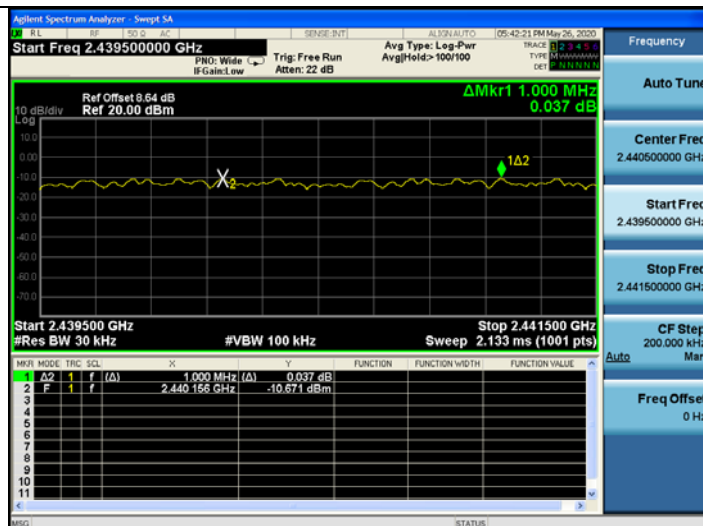 Agilent Spectrum Analyzer - Swept SA
RL RF 50 Ω AC SENSE:INT ALIGN AUTO 05:42:21 PM May 26, 2020
Start Freq 2.439500000 GHz
PNO: Wide
IFGain:Low
Trig: Free Run
Atten: 22 dB
Avg Type: Log-Pwr
Avg|Hold:> 100/100
TRACE 1 2 3 4 5 6
TYPE M
DET P N N N N N
ΔMkr1 1.000 MHz
0.037 dB
Ref Offset 8.64 dB
10 dB/div Ref 20.00 dBm
Log
10.0
0.00
-10.0
-20.0
-30.0
-40.0
-50.0
-60.0
-70.0
1Δ2
X2
Start 2.439500 GHz Stop 2.441500 GHz
#Res BW 30 kHz #VBW 100 kHz Sweep 2.133 ms (1001 pts)
MKR MODE TRC SCL X Y FUNCTION FUNCTION WIDTH FUNCTION VALUE
1 Δ2 1 f (Δ) 1.000 MHz (Δ) 0.037 dB
2 F 1 f 2.440 156 GHz -10.671 dBm
3
4
5
6
7
8
9
10
11
MSG STATUS
Frequency
Auto Tune
Center Freq
2.440500000 GHz
Start Freq
2.439500000 GHz
Stop Freq
2.441500000 GHz
CF Step
200.000 kHz
Auto Man
Freq Offset
0 Hz